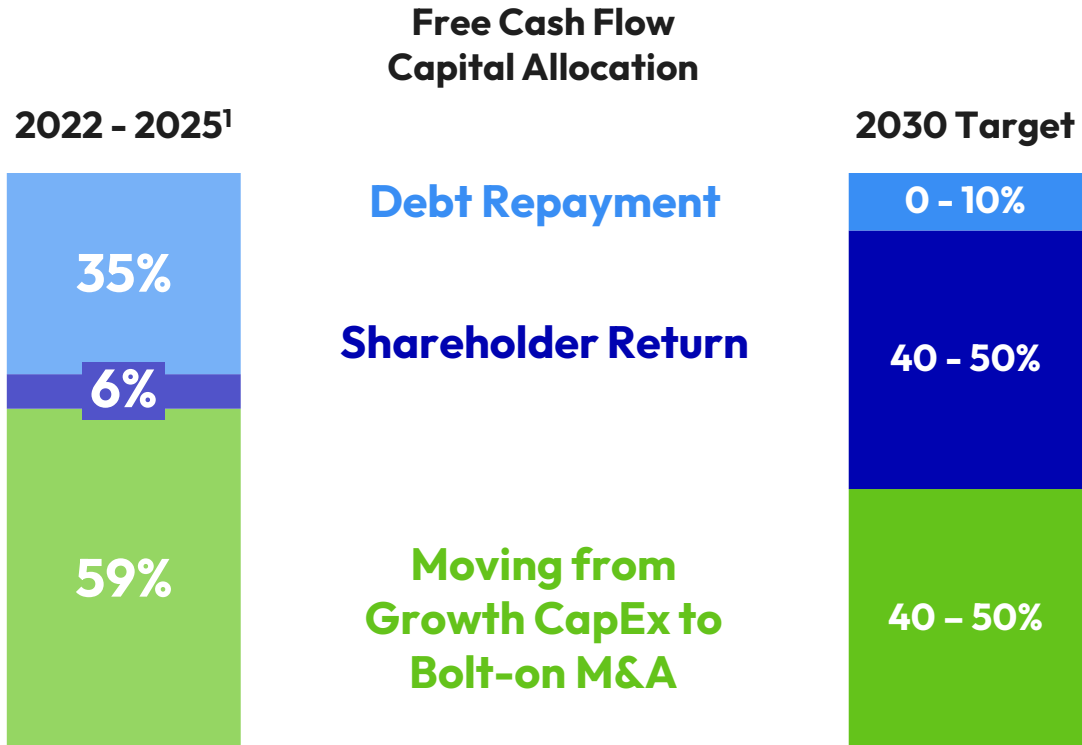 Free Cash Flow
Capital Allocation
2022 - 2025¹
2030 Target
Debt Repayment
0 - 10%
35%
Shareholder Return
40 - 50%
6%
59%
Moving from
Growth CapEx to
Bolt-on M&A
40 – 50%